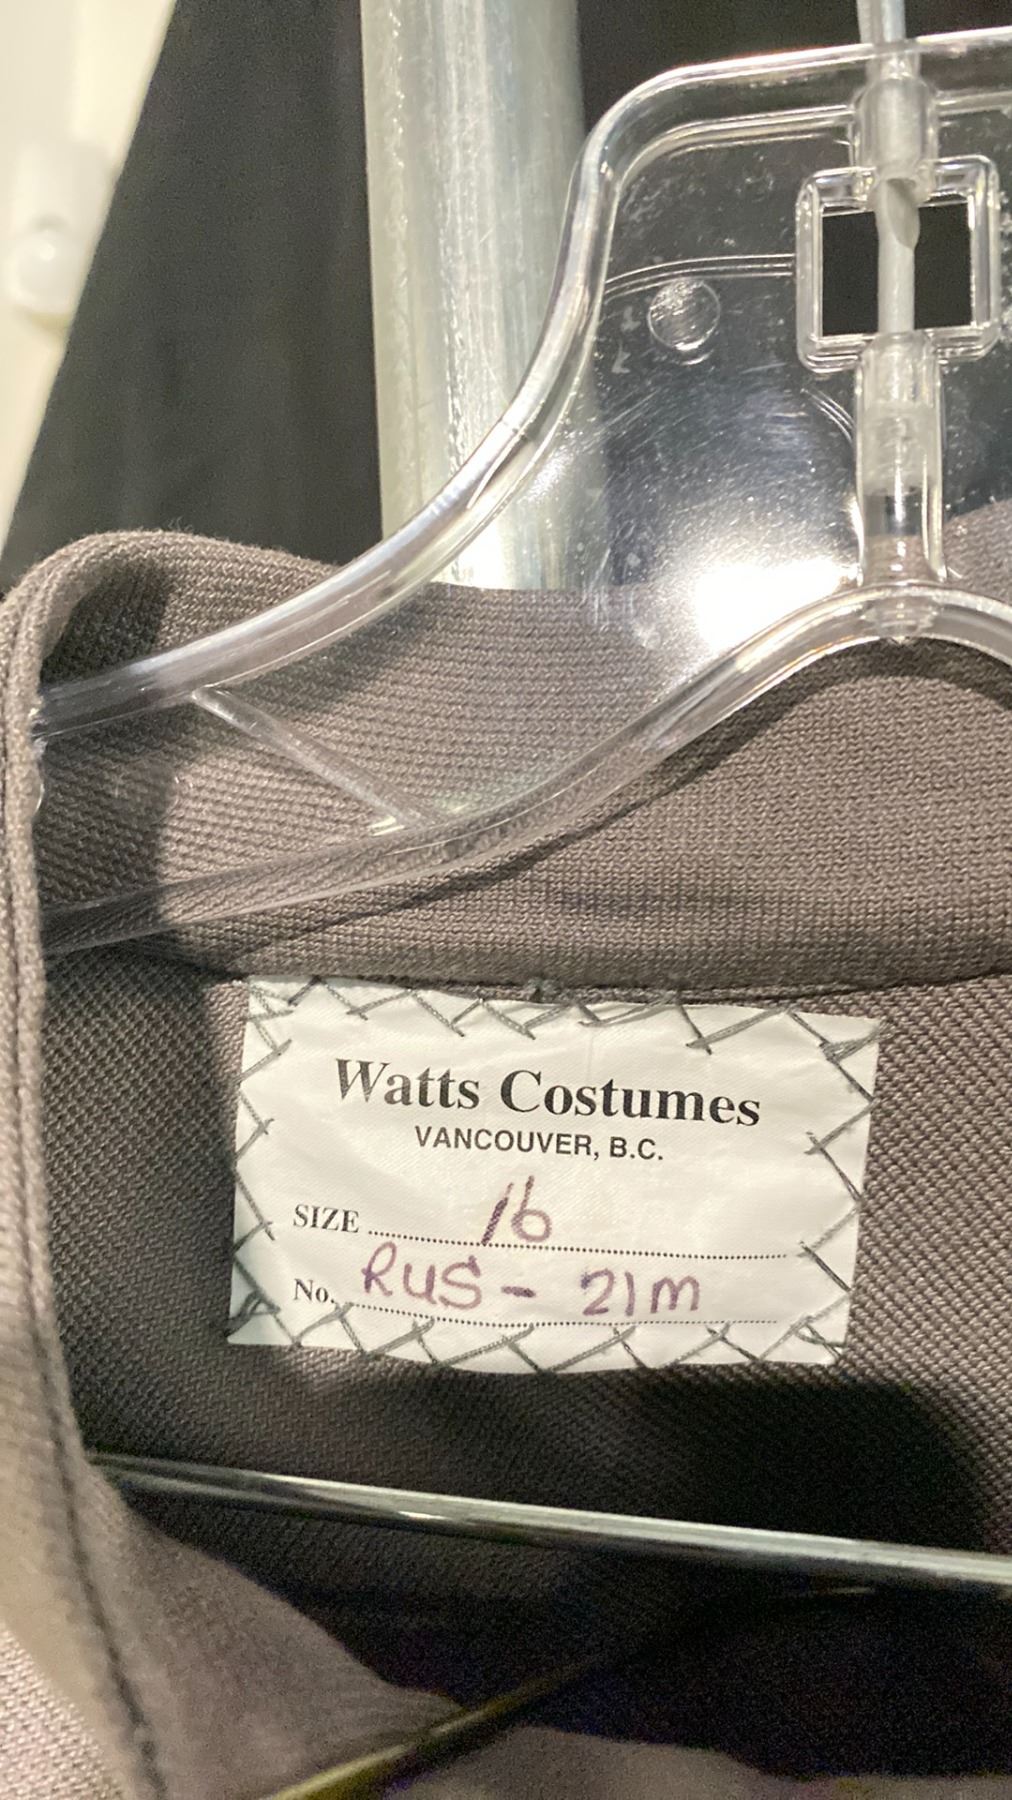 Watts Costumes
VANCOUVER, B.C.
SIZE 16
No. RUS - 21M